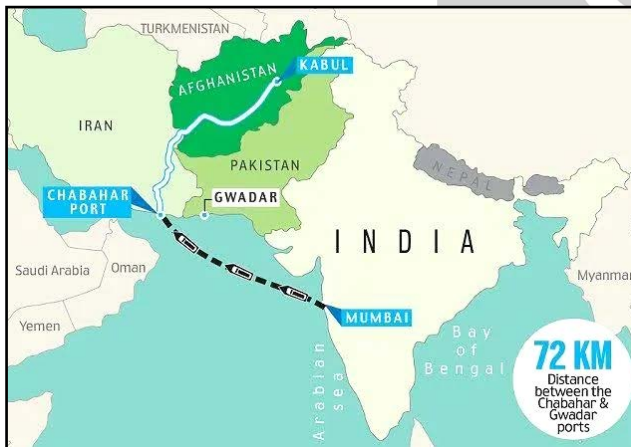 TURKMENISTAN
AFGHANISTAN
KABUL
IRAN
PAKISTAN
NEPAL
CHABAHAR
PORT
GWADAR
INDIA
Saudi Arabia
Oman
Myanmar
MUMBAI
Yemen
Arabian
sea
Bay
of
Bengal
72 KM
Distance
between the
Chabahar &
Gwadar
ports